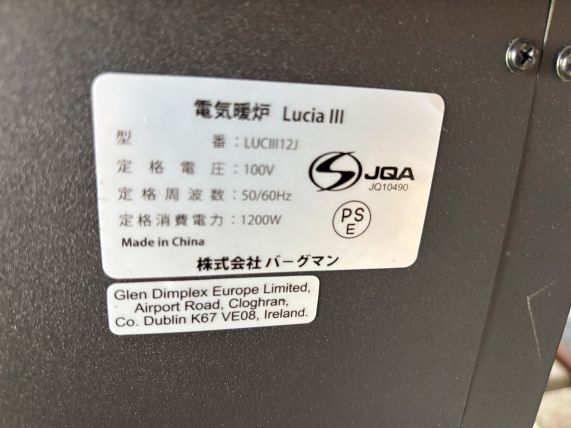 電気暖炉 Lucia III
型番：LUCIII12J
定格電圧：100V
定格周波数：50/60Hz
定格消費電力：1200W
Made in China
JQA
JQ10490
PS
E
株式会社 バーグマン
Glen Dimplex Europe Limited,
Airport Road, Cloghran,
Co. Dublin K67 VE08, Ireland.